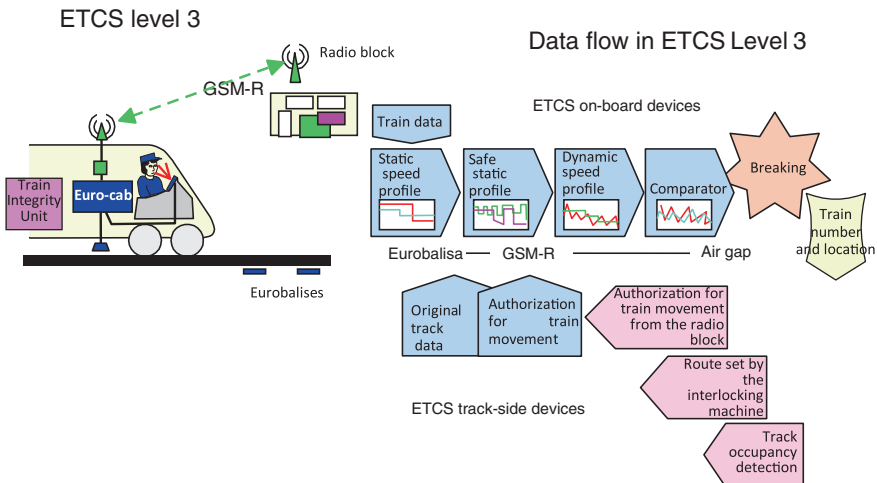 ETCS level 3
Radio block
GSM-R
Train
Integrity
Unit
Euro-cab
Eurobalises
Data flow in ETCS Level 3
ETCS on-board devices
Train data
Static
speed
profile
Safe
static
profile
Dynamic
speed
profile
Comparator
Breaking
Train
number
and location
Eurobalisa
GSM-R
Air gap
Original
track
data
Authorization
for train
movement
Authorization for
train movement
from the radio
block
Route set by
the
interlocking
machine
ETCS track-side devices
Track
occupancy
detection